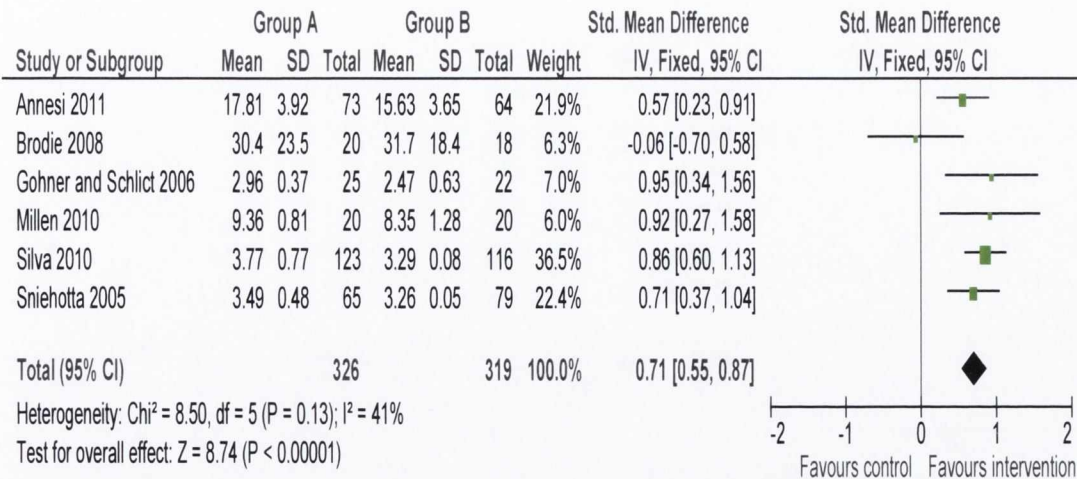 Group A Group B Std. Mean Difference Std. Mean Difference
Study or Subgroup Mean SD Total Mean SD Total Weight IV, Fixed, 95% CI IV, Fixed, 95% CI
Annesi 2011 17.81 3.92 73 15.63 3.65 64 21.9% 0.57 [0.23, 0.91]
Brodie 2008 30.4 23.5 20 31.7 18.4 18 6.3% -0.06 [-0.70, 0.58]
Gohner and Schlict 2006 2.96 0.37 25 2.47 0.63 22 7.0% 0.95 [0.34, 1.56]
Millen 2010 9.36 0.81 20 8.35 1.28 20 6.0% 0.92 [0.27, 1.58]
Silva 2010 3.77 0.77 123 3.29 0.08 116 36.5% 0.86 [0.60, 1.13]
Sniehotta 2005 3.49 0.48 65 3.26 0.05 79 22.4% 0.71 [0.37, 1.04]
Total (95% CI) 326 319 100.0% 0.71 [0.55, 0.87]
Heterogeneity: Chi² = 8.50, df = 5 (P = 0.13); I² = 41%
Test for overall effect: Z = 8.74 (P < 0.00001)
-2 -1 0 1 2
Favours control Favours intervention